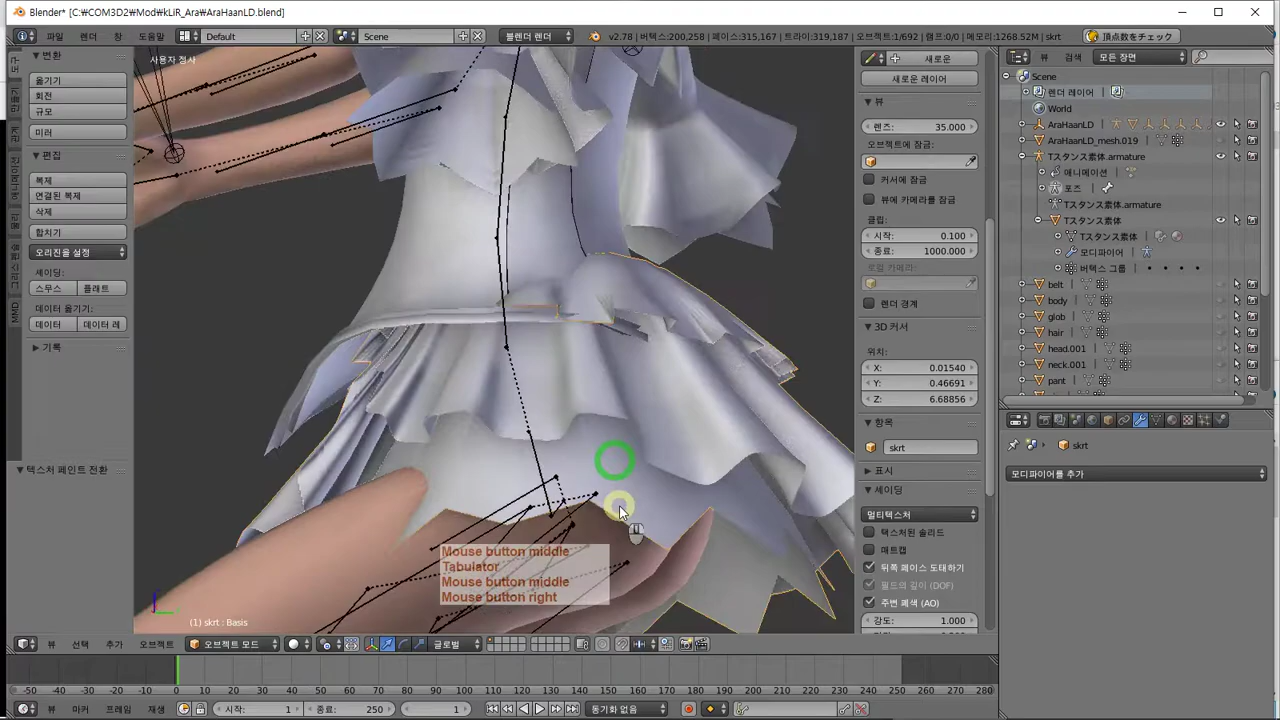 Blender* [C:￦COM3D2￦Mod￦kLiR_Ara￦AraHaanLD.blend]
파일 렌더 창 도움말 Default Scene 블렌더 렌더 v2.78 | 버텍스:200,258 | 페이스:315,167 | 트라이:319,187 | 오브젝트:1/692 | 램프:0/0 | 메모리:1268.52M | skrt 頂点数をチェック
변환
옮기기
회전
규모
미러
편집
복제
연결된 복제
삭제
합치기
오리진을 설정
셰이딩:
스무스 플래트
데이터 옮기기:
데이터 데이터 레
기록
텍스처 페인트 전환
MMD
사용자 점사
Mouse button middle
Tabulator
Mouse button middle
Mouse button right
(1) skrt : Basis
새로운
새로운 레이어
뷰
렌즈: 35.000
오브젝트에 잠금:
커서에 잠금
뷰에 카메라를 잠금
클립:
시작: 0.100
종료: 1000.000
로컬 카메라:
렌더 경계
3D 커서
위치:
X: 0.01540
Y: 0.46691
Z: 6.68856
항목
skrt
표시
셰이딩
멀티텍스처
텍스처된 솔리드
매트캡
뒤쪽 페이스 도태하기
필드의 깊이 (DOF)
주변 폐색 (AO)
강도: 1.000
뷰 검색 모든 장면
Scene
렌더 레이어
World
AraHaanLD
AraHaanLD_mesh.019
Tスタンス素体.armature
애니메이션
포즈
Tスタンス素体.armature
Tスタンス素体
Tスタンス素体
모디파이어
버텍스 그룹
belt
body
glob
hair
head.001
neck.001
pant
skrt
모디파이어를 추가
뷰 선택 추가 오브젝트 오브젝트 모드 글로벌
-50 -40 -30 -20 -10 0 10 20 30 40 50 60 70 80 90 100 110 120 130 140 150 160 170 180 190 200 210 220 230 240 250 260 270 280
뷰 마커 프레임 재생 시작: 1 종료: 250 1 동기화 없음